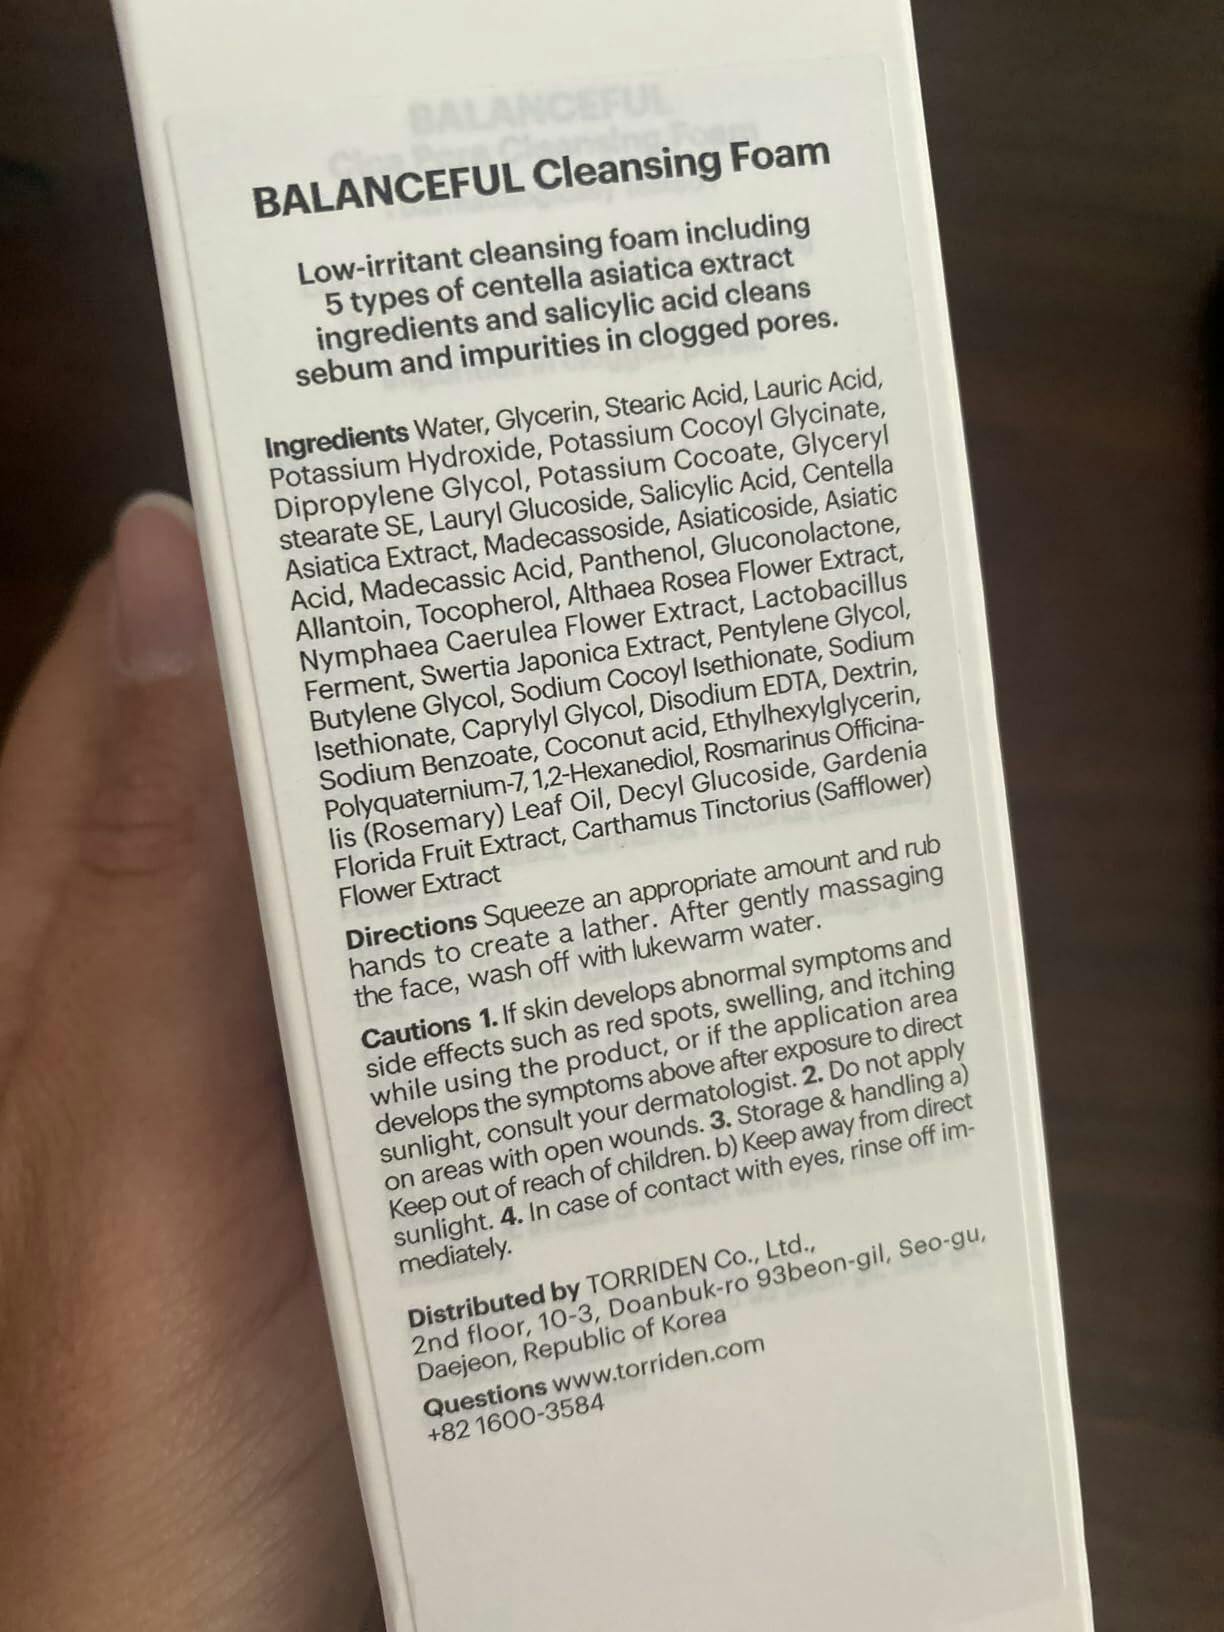 BALANCEFUL
BALANCEFUL Cleansing Foam
Low-irritant cleansing foam including
5 types of centella asiatica extract
ingredients and salicylic acid cleans
sebum and impurities in clogged pores.
Ingredients Water, Glycerin, Stearic Acid, Lauric Acid,
Potassium Hydroxide, Potassium Cocoyl Glycinate,
Dipropylene Glycol, Potassium Cocoate, Glyceryl
stearate SE, Lauryl Glucoside, Salicylic Acid, Centella
Asiatica Extract, Madecassoside, Asiaticoside, Asiatic
Acid, Madecassic Acid, Panthenol, Gluconolactone,
Allantoin, Tocopherol, Althaea Rosea Flower Extract,
Nymphaea Caerulea Flower Extract, Lactobacillus
Ferment, Swertia Japonica Extract, Pentylene Glycol,
Butylene Glycol, Sodium Cocoyl Isethionate, Sodium
Isethionate, Caprylyl Glycol, Disodium EDTA, Dextrin,
Sodium Benzoate, Coconut acid, Ethylhexylglycerin,
Polyquaternium-7, 1,2-Hexanediol, Rosmarinus Officina-
lis (Rosemary) Leaf Oil, Decyl Glucoside, Gardenia
Florida Fruit Extract, Carthamus Tinctorius (Safflower)
Flower Extract
Directions Squeeze an appropriate amount and rub
hands to create a lather. After gently massaging
the face, wash off with lukewarm water.
Cautions 1. If skin develops abnormal symptoms and
side effects such as red spots, swelling, and itching
while using the product, or if the application area
develops the symptoms above after exposure to direct
sunlight, consult your dermatologist. 2. Do not apply
on areas with open wounds. 3. Storage & handling a)
Keep out of reach of children. b) Keep away from direct
sunlight. 4. In case of contact with eyes, rinse off im-
mediately.
Distributed by TORRIDEN Co., Ltd.,
2nd floor, 10-3, Doanbuk-ro 93beon-gil, Seo-gu,
Daejeon, Republic of Korea
Questions www.torriden.com
+82 1600-3584